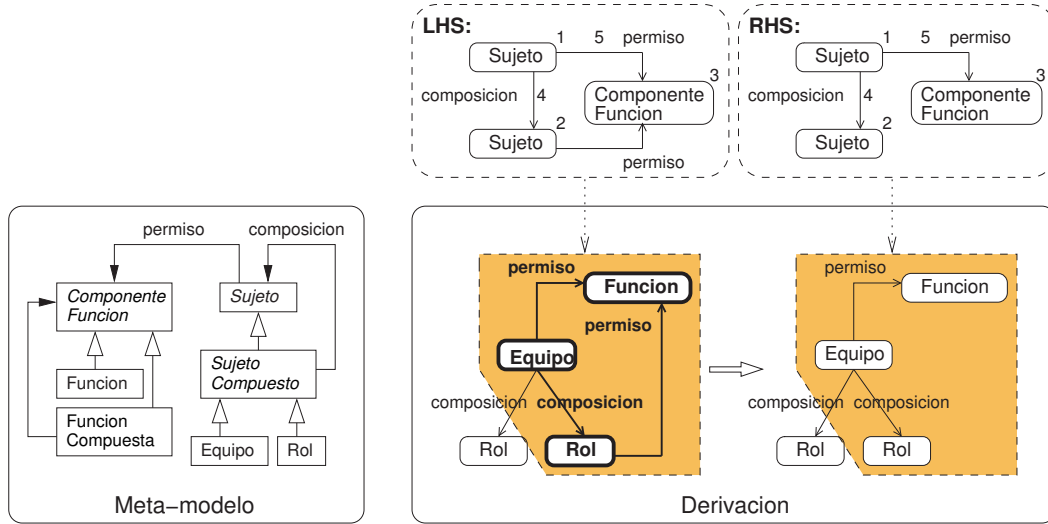 LHS:
1
5
permiso
Sujeto
3
composicion
4
Componente
Funcion
2
Sujeto
permiso
RHS:
1
5
permiso
Sujeto
3
composicion
4
Componente
Funcion
2
Sujeto
permiso
composicion
Componente
Funcion
Sujeto
Sujeto
Compuesto
Funcion
Funcion
Compuesta
Equipo
Rol
Meta-modelo
permiso
Funcion
permiso
Equipo
composicion
composicion
Rol
Rol
permiso
Funcion
Equipo
composicion
composicion
Rol
Rol
Derivacion